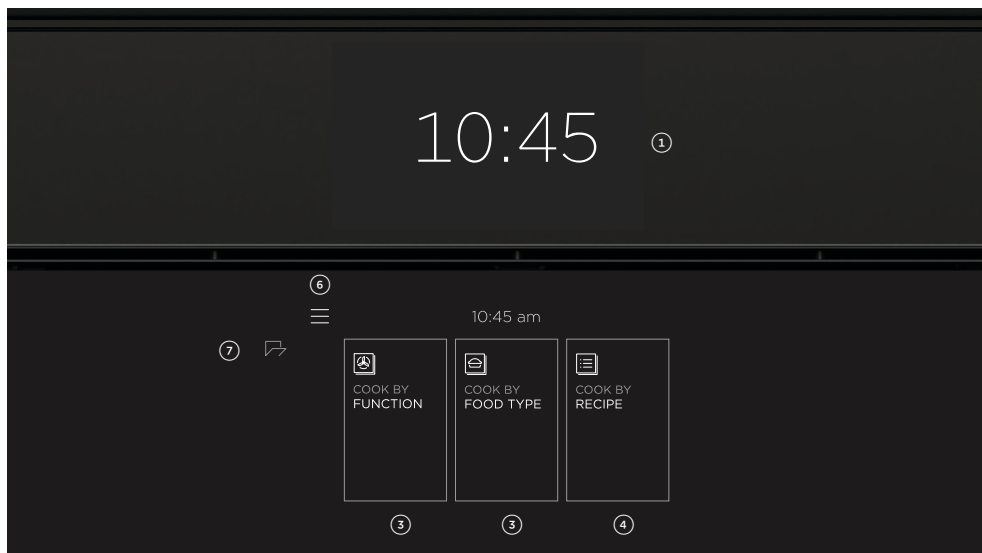 10:45
1
6
10:45 am
7
COOK BY
FUNCTION
COOK BY
FOOD TYPE
COOK BY
RECIPE
3
3
4